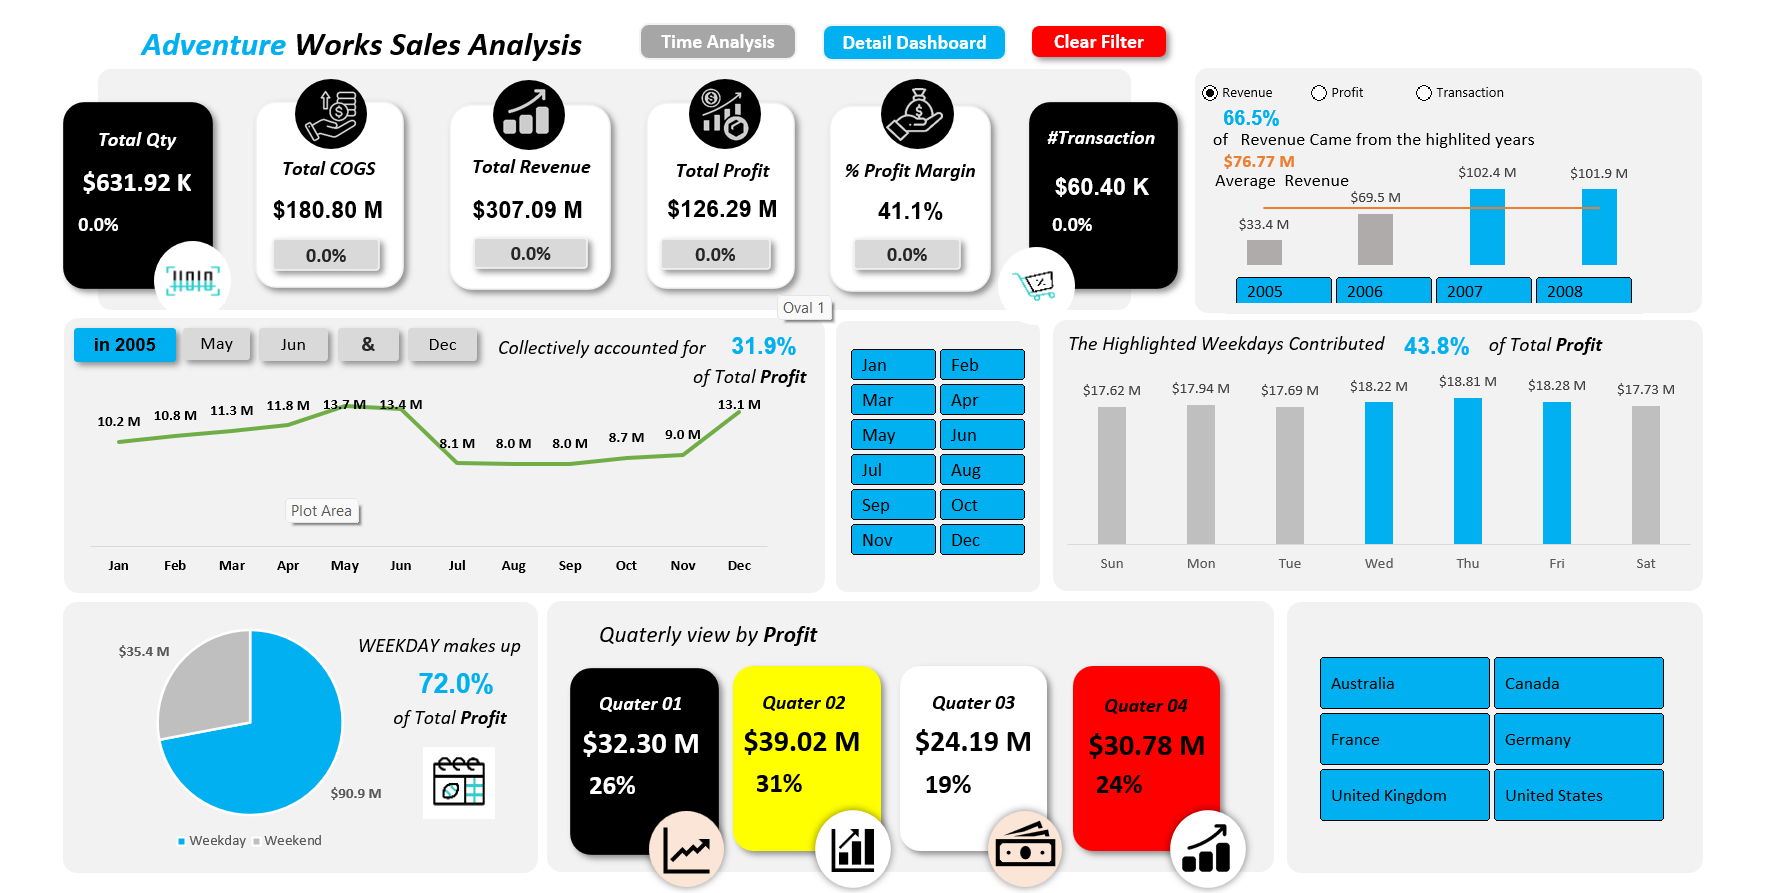 Adventure Works Sales Analysis
Time Analysis
Detail Dashboard
Clear Filter
Total Qty
$631.92 K
0.0%
Total COGS
$180.80 M
0.0%
Total Revenue
$307.09 M
0.0%
Total Profit
$126.29 M
0.0%
% Profit Margin
41.1%
0.0%
#Transaction
$60.40 K
0.0%
Oval 1
Revenue Profit Transaction
66.5%
of Revenue Came from the highlited years
$76.77 M
Average Revenue
$33.4 M
$69.5 M
$102.4 M
$101.9 M
2005 2006 2007 2008
in 2005 May Jun & Dec
Collectively accounted for 31.9%
of Total Profit
10.2 M 10.8 M 11.3 M 11.8 M 13.7 M 13.4 M 8.1 M 8.0 M 8.0 M 8.7 M 9.0 M 13.1 M
Plot Area
Jan Feb Mar Apr May Jun Jul Aug Sep Oct Nov Dec
Jan Feb
Mar Apr
May Jun
Jul Aug
Sep Oct
Nov Dec
The Highlighted Weekdays Contributed 43.8% of Total Profit
$17.62 M $17.94 M $17.69 M $18.22 M $18.81 M $18.28 M $17.73 M
Sun Mon Tue Wed Thu Fri Sat
$35.4 M
$90.9 M
Weekday Weekend
WEEKDAY makes up
72.0%
of Total Profit
Quaterly view by Profit
Quater 01
$32.30 M
26%
Quater 02
$39.02 M
31%
Quater 03
$24.19 M
19%
Quater 04
$30.78 M
24%
Australia Canada
France Germany
United Kingdom United States